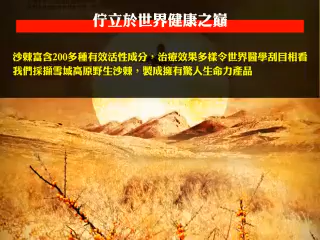 佇立於世界健康之巔
沙棘富含200多種有效活性成分，治療效果多樣令世界醫學刮目相看
我們採擷雪域高原野生沙棘，製成擁有驚人生命力產品